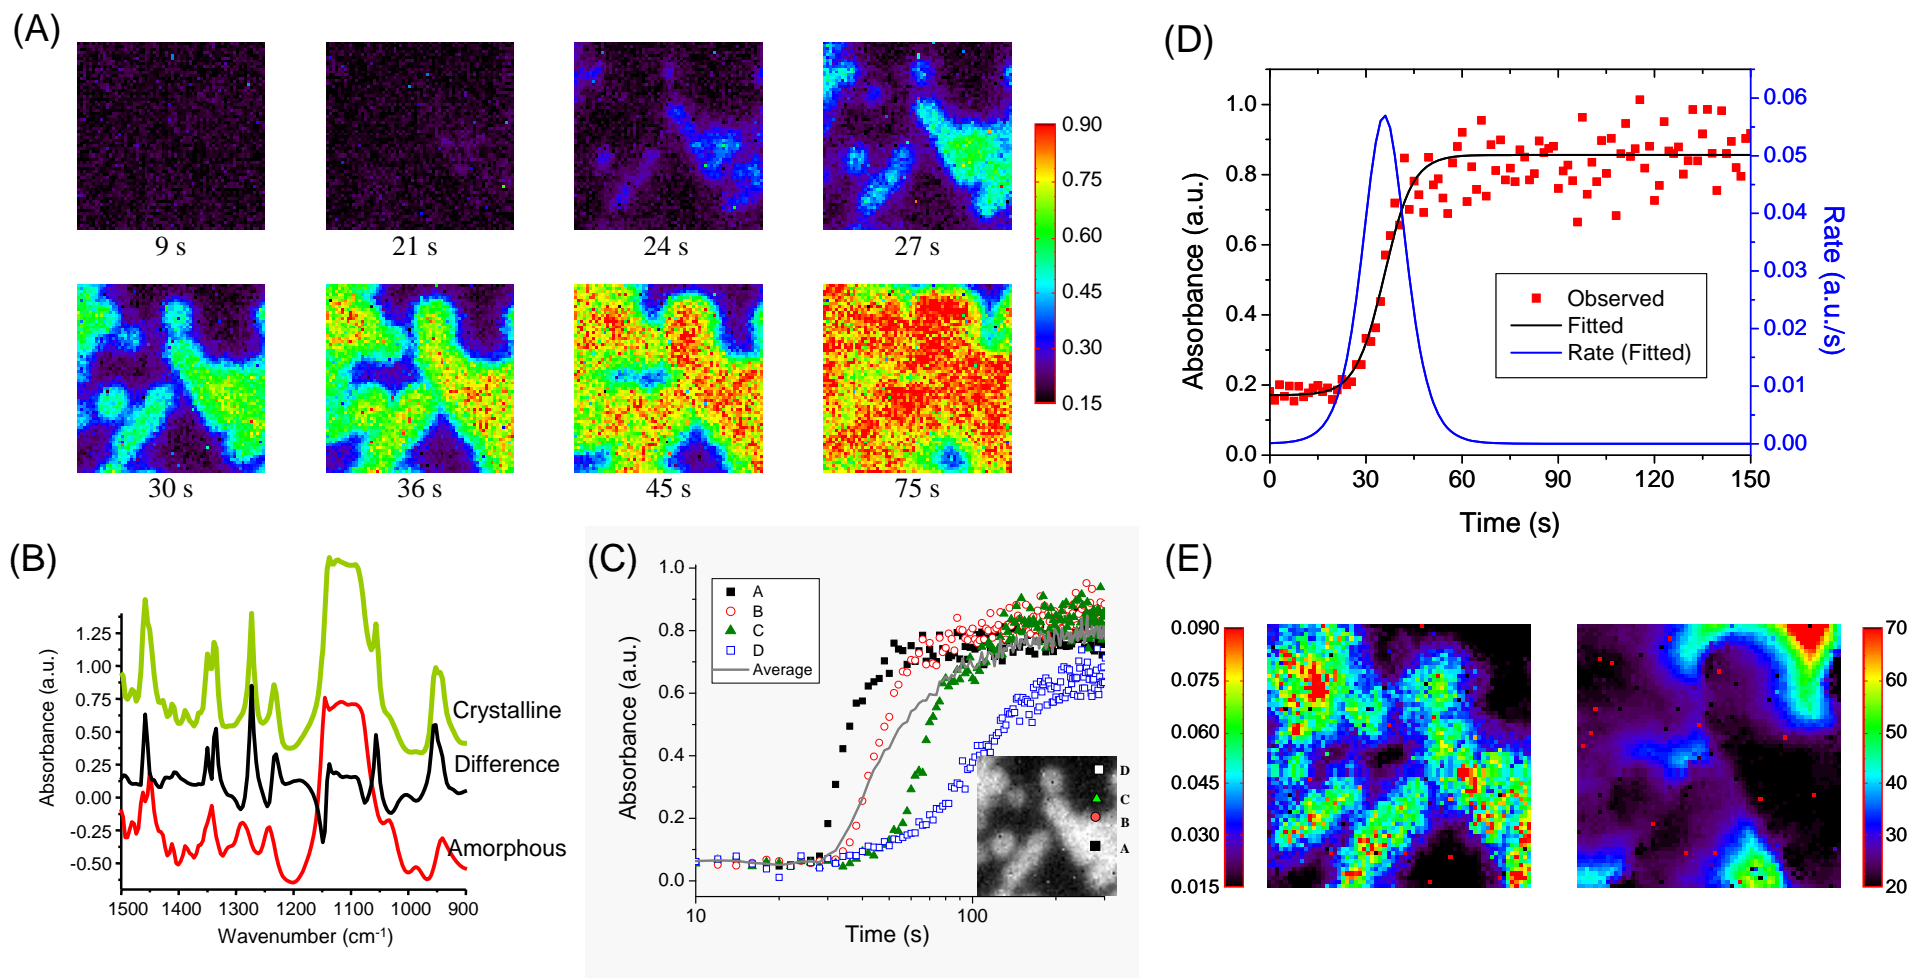 (A)
9 s
21 s
24 s
27 s
30 s
36 s
45 s
75 s
0.90
0.75
0.60
0.45
0.30
0.15
(B)
Absorbance (a.u.)
1.25
1.00
0.75
0.50
0.25
0.00
-0.25
-0.50
Crystalline
Difference
Amorphous
1500 1400 1300 1200 1100 1000 900
Wavenumber (cm⁻¹)
(C)
Absorbance (a.u.)
1.0
0.8
0.6
0.4
0.2
0.0
A
B
C
D
Average
D
C
B
A
10 100
Time (s)
(D)
Absorbance (a.u.)
1.0
0.8
0.6
0.4
0.2
0.0
Observed
Fitted
Rate (Fitted)
0.06
0.05
0.04
0.03
0.02
0.01
0.00
Rate (a.u./s)
0 30 60 90 120 150
Time (s)
(E)
0.090
0.075
0.060
0.045
0.030
0.015
70
60
50
40
30
20